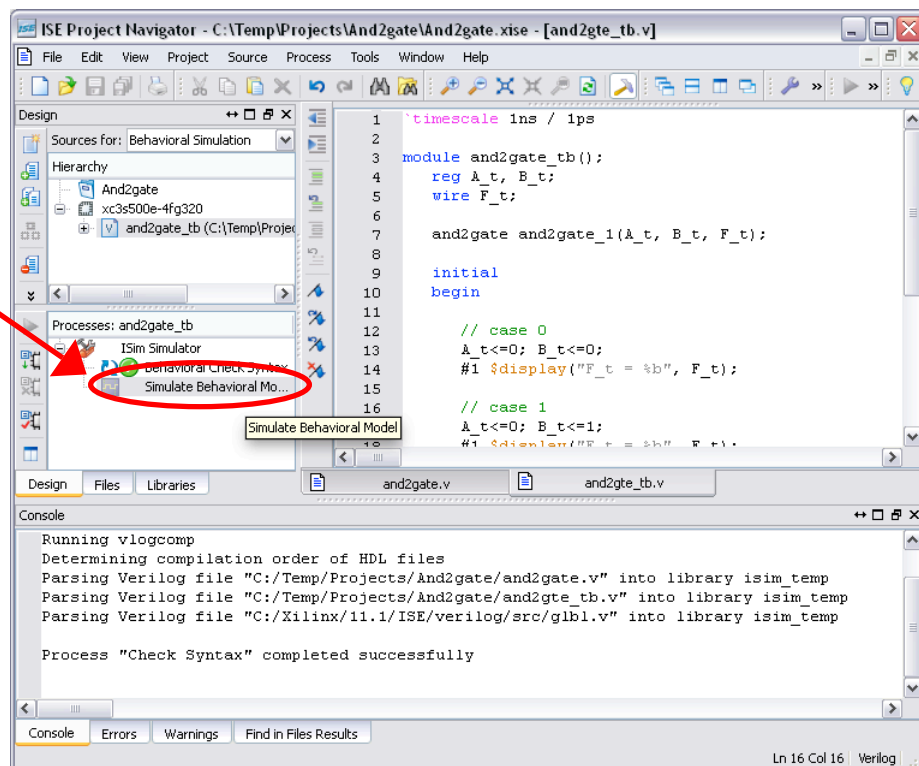 ISE ISE Project Navigator - C:\Temp\Projects\And2gate\And2gate.xise - [and2gte_tb.v]
File Edit View Project Source Process Tools Window Help
Design
Sources for: Behavioral Simulation
Hierarchy
And2gate
xc3s500e-4fg320
and2gate_tb (C:\Temp\Projec
Processes: and2gate_tb
ISim Simulator
Behavioral Check Syntax
Simulate Behavioral Mo...
Simulate Behavioral Model
Design Files Libraries
1 `timescale 1ns / 1ps
2
3 module and2gate_tb();
4 reg A_t, B_t;
5 wire F_t;
6
7 and2gate and2gate_1(A_t, B_t, F_t);
8
9 initial
10 begin
11
12 // case 0
13 A_t<=0; B_t<=0;
14 #1 $display("F_t = %b", F_t);
15
16 // case 1
17 A_t<=0; B_t<=1;
18 #1 $display("F_t = %b", F_t);
and2gate.v and2gte_tb.v
Console
Running vlogcomp
Determining compilation order of HDL files
Parsing Verilog file "C:/Temp/Projects/And2gate/and2gate.v" into library isim_temp
Parsing Verilog file "C:/Temp/Projects/And2gate/and2gte_tb.v" into library isim_temp
Parsing Verilog file "C:/Xilinx/11.1/ISE/verilog/src/glbl.v" into library isim_temp
Process "Check Syntax" completed successfully
Console Errors Warnings Find in Files Results
Ln 16 Col 16 Verilog